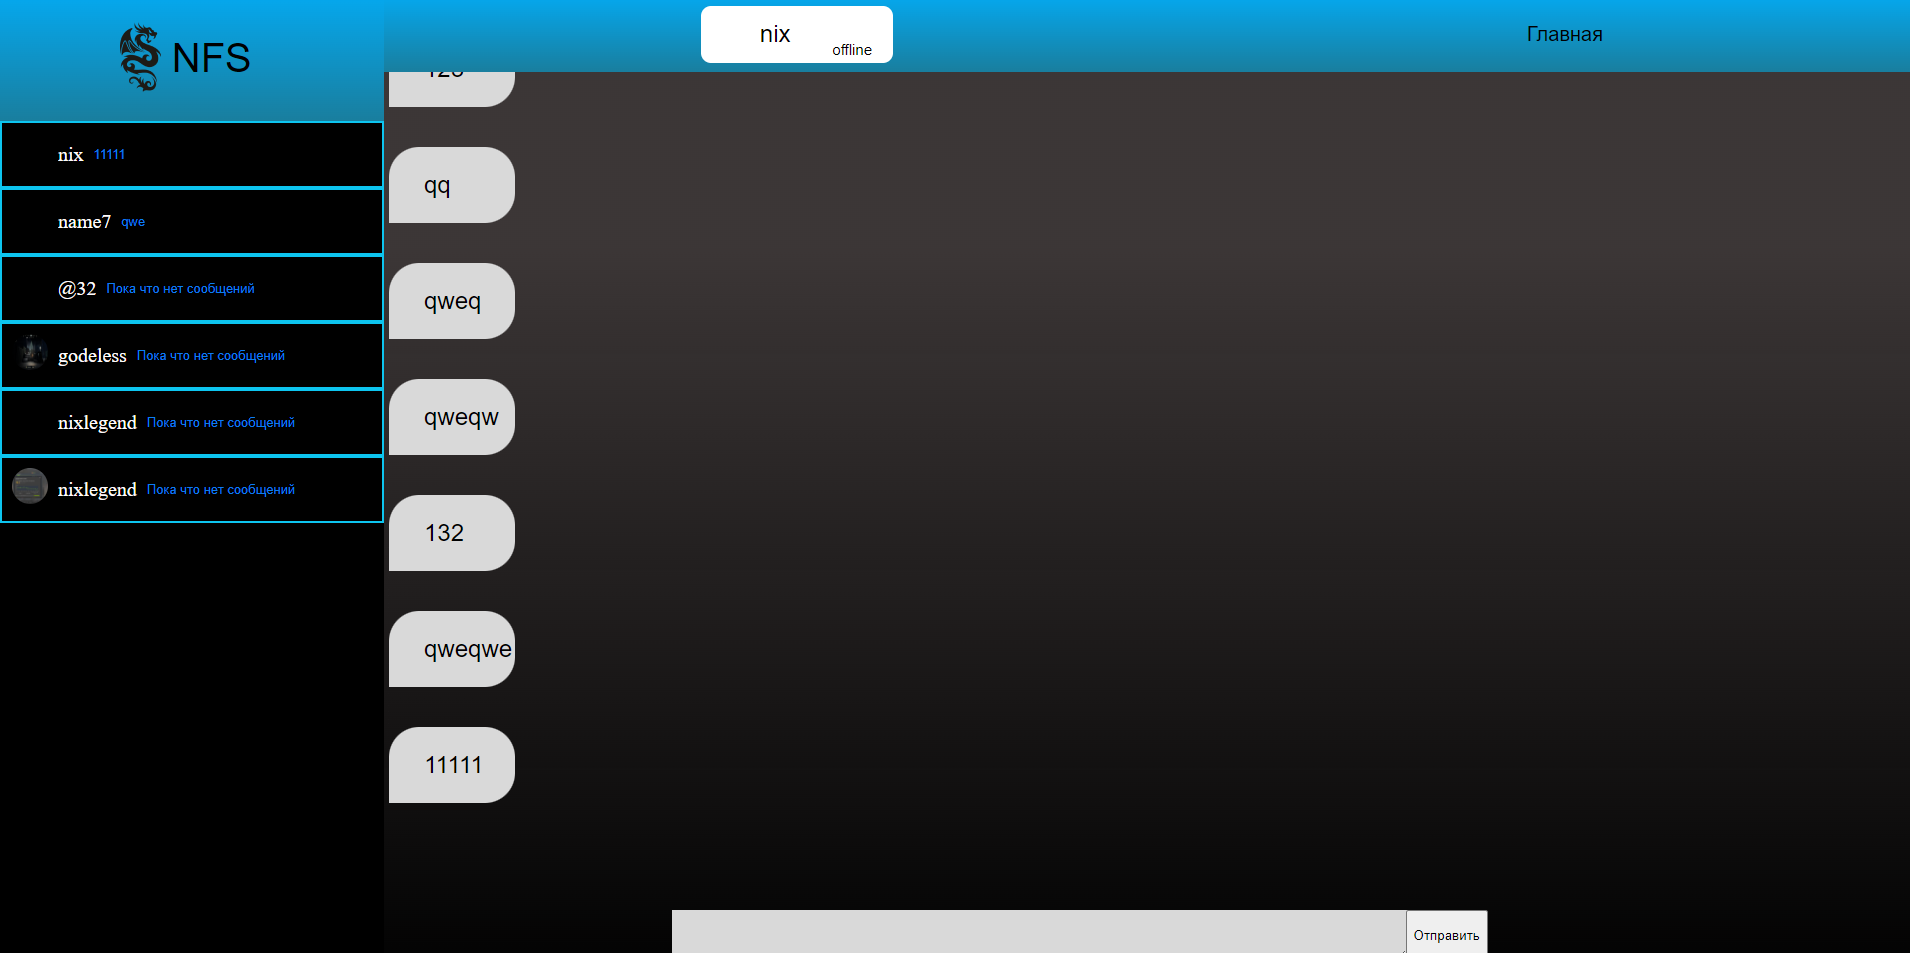 NFS
nix 11111
name7 qwe
@32 Пока что нет сообщений
godeless Пока что нет сообщений
nixlegend Пока что нет сообщений
nixlegend Пока что нет сообщений
nix
offline
Главная
qq
qweq
qweqw
132
qweqwe
11111
Отправить